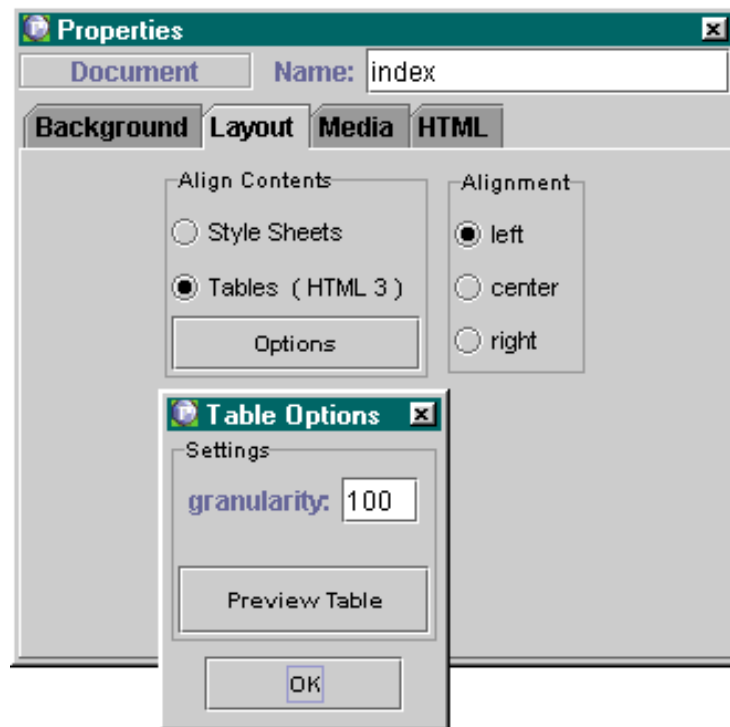 Properties
Document Name: index
Background Layout Media HTML
Align Contents
Style Sheets
Tables ( HTML 3 )
Options
Alignment
left
center
right
Table Options
Settings
granularity: 100
Preview Table
OK